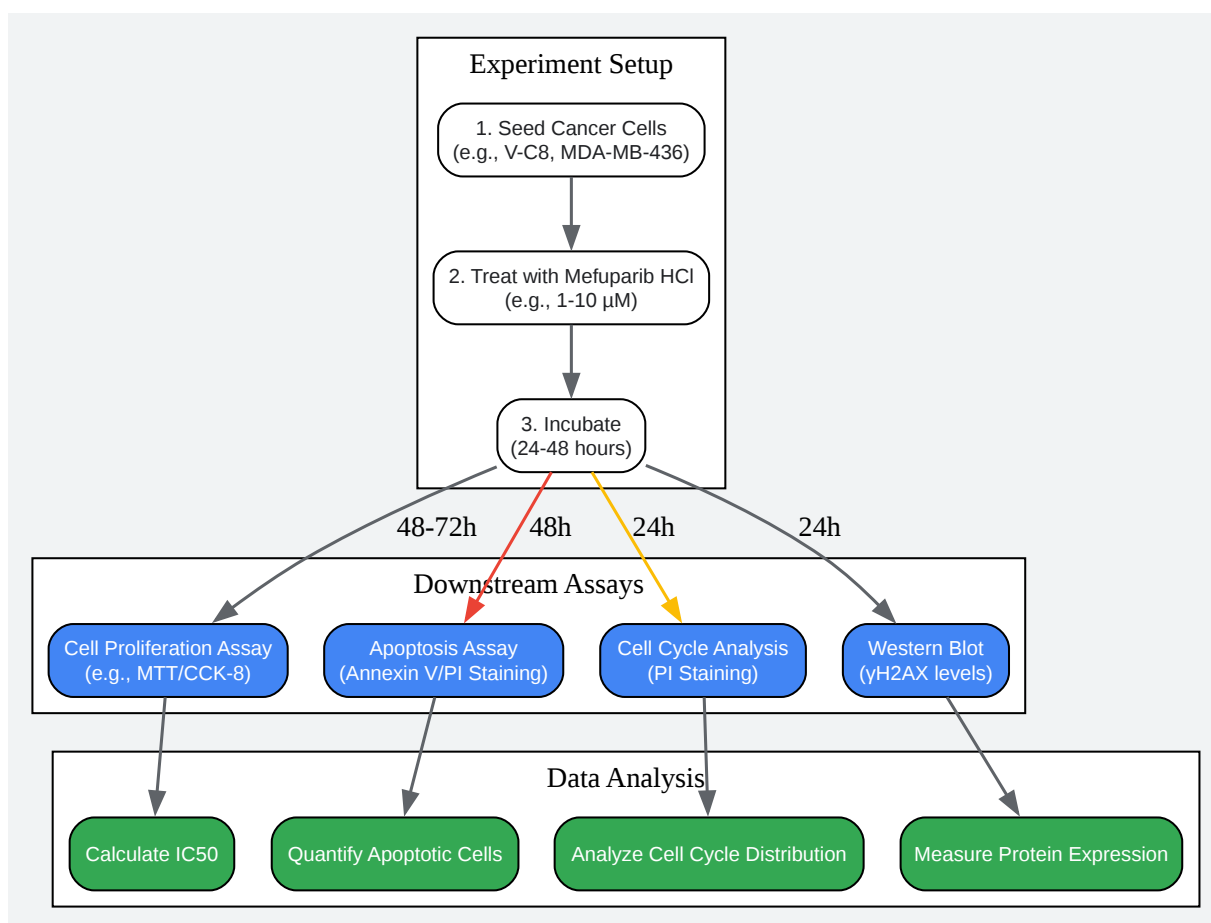 Experiment Setup
1. Seed Cancer Cells
(e.g., V-C8, MDA-MB-436)
2. Treat with Mefuparib HCl
(e.g., 1-10 µM)
3. Incubate
(24-48 hours)
48-72h
48h
24h
24h
Downstream Assays
Cell Proliferation Assay
(e.g., MTT/CCK-8)
Apoptosis Assay
(Annexin V/PI Staining)
Cell Cycle Analysis
(PI Staining)
Western Blot
(γH2AX levels)
Data Analysis
Calculate IC50
Quantify Apoptotic Cells
Analyze Cell Cycle Distribution
Measure Protein Expression